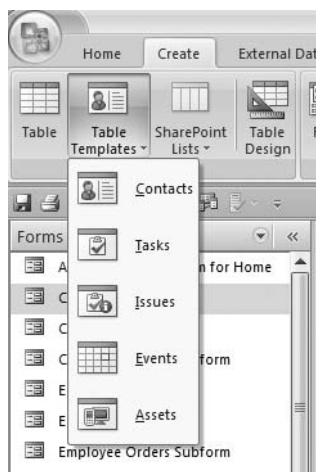 Home Create External Dat
Table Table Templates SharePoint Lists Table Design
Contacts
Tasks
Issues
Events
Assets
Forms
A n for Home
C
C
C form
E
E
Employee Orders Subform